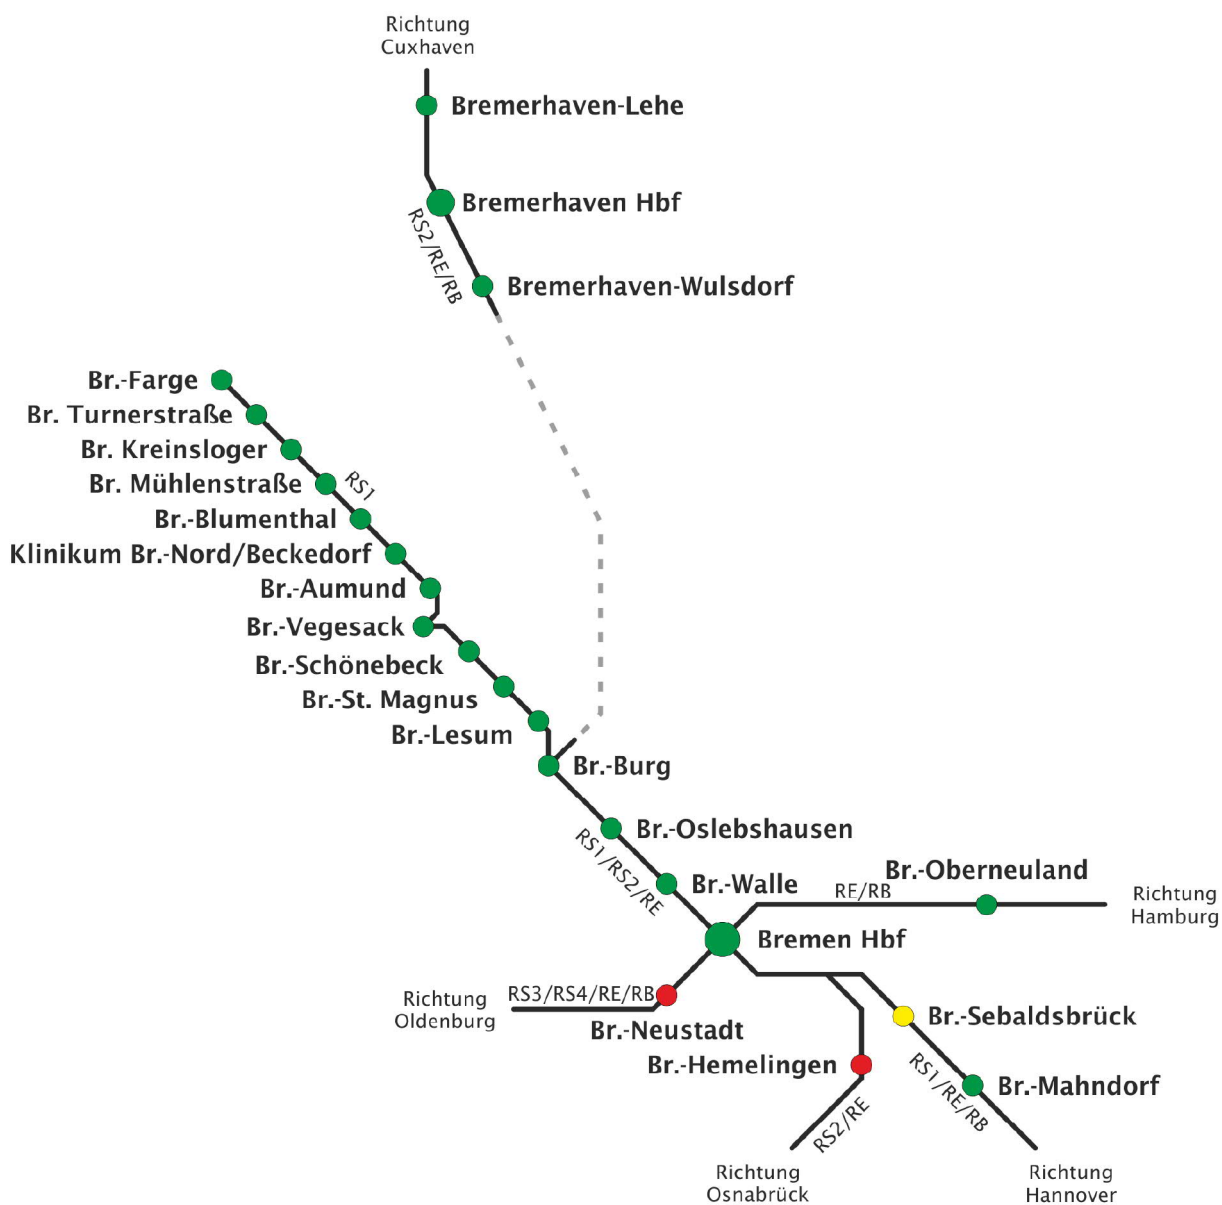 Richtung
Cuxhaven
Bremerhaven-Lehe
Bremerhaven Hbf
RS2/RE/RB
Bremerhaven-Wulsdorf
Br.-Farge
Br. Turnerstraße
Br. Kreinsloger
Br. Mühlenstraße
RS1
Br.-Blumenthal
Klinikum Br.-Nord/Beckedorf
Br.-Aumund
Br.-Vegesack
Br.-Schönebeck
Br.-St. Magnus
Br.-Lesum
Br.-Burg
Br.-Oslebshausen
RS1/RS2/RE
Br.-Walle
Br.-Oberneuland
RE/RB
Richtung
Hamburg
Bremen Hbf
RS3/RS4/RE/RB
Richtung
Oldenburg
Br.-Neustadt
Br.-Sebaldsbrück
Br.-Hemelingen
RS1/RE/RB
Br.-Mahndorf
RS2/RE
Richtung
Osnabrück
Richtung
Hannover